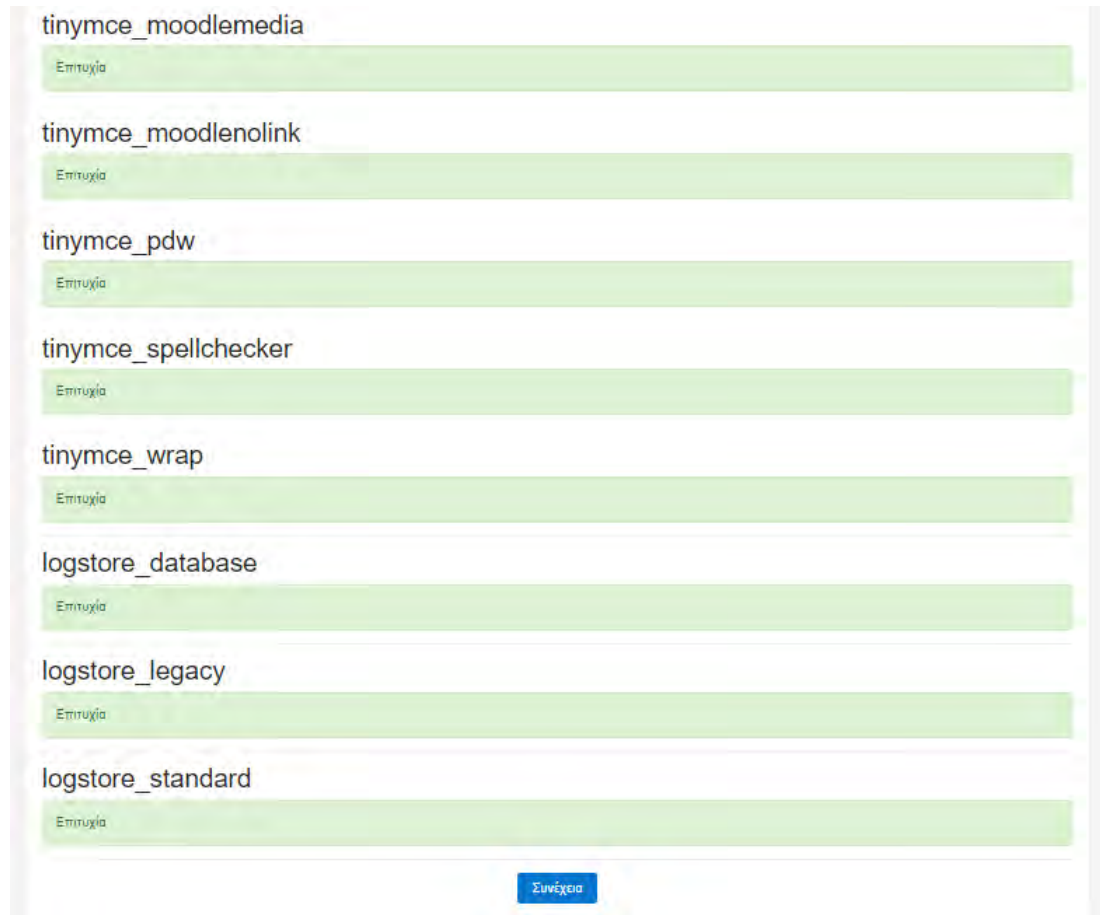 tinymce_moodlemedia
Επιτυχία
tinymce_moodlenolink
Επιτυχία
tinymce_pdw
Επιτυχία
tinymce_spellchecker
Επιτυχία
tinymce_wrap
Επιτυχία
logstore_database
Επιτυχία
logstore_legacy
Επιτυχία
logstore_standard
Επιτυχία
Συνέχεια